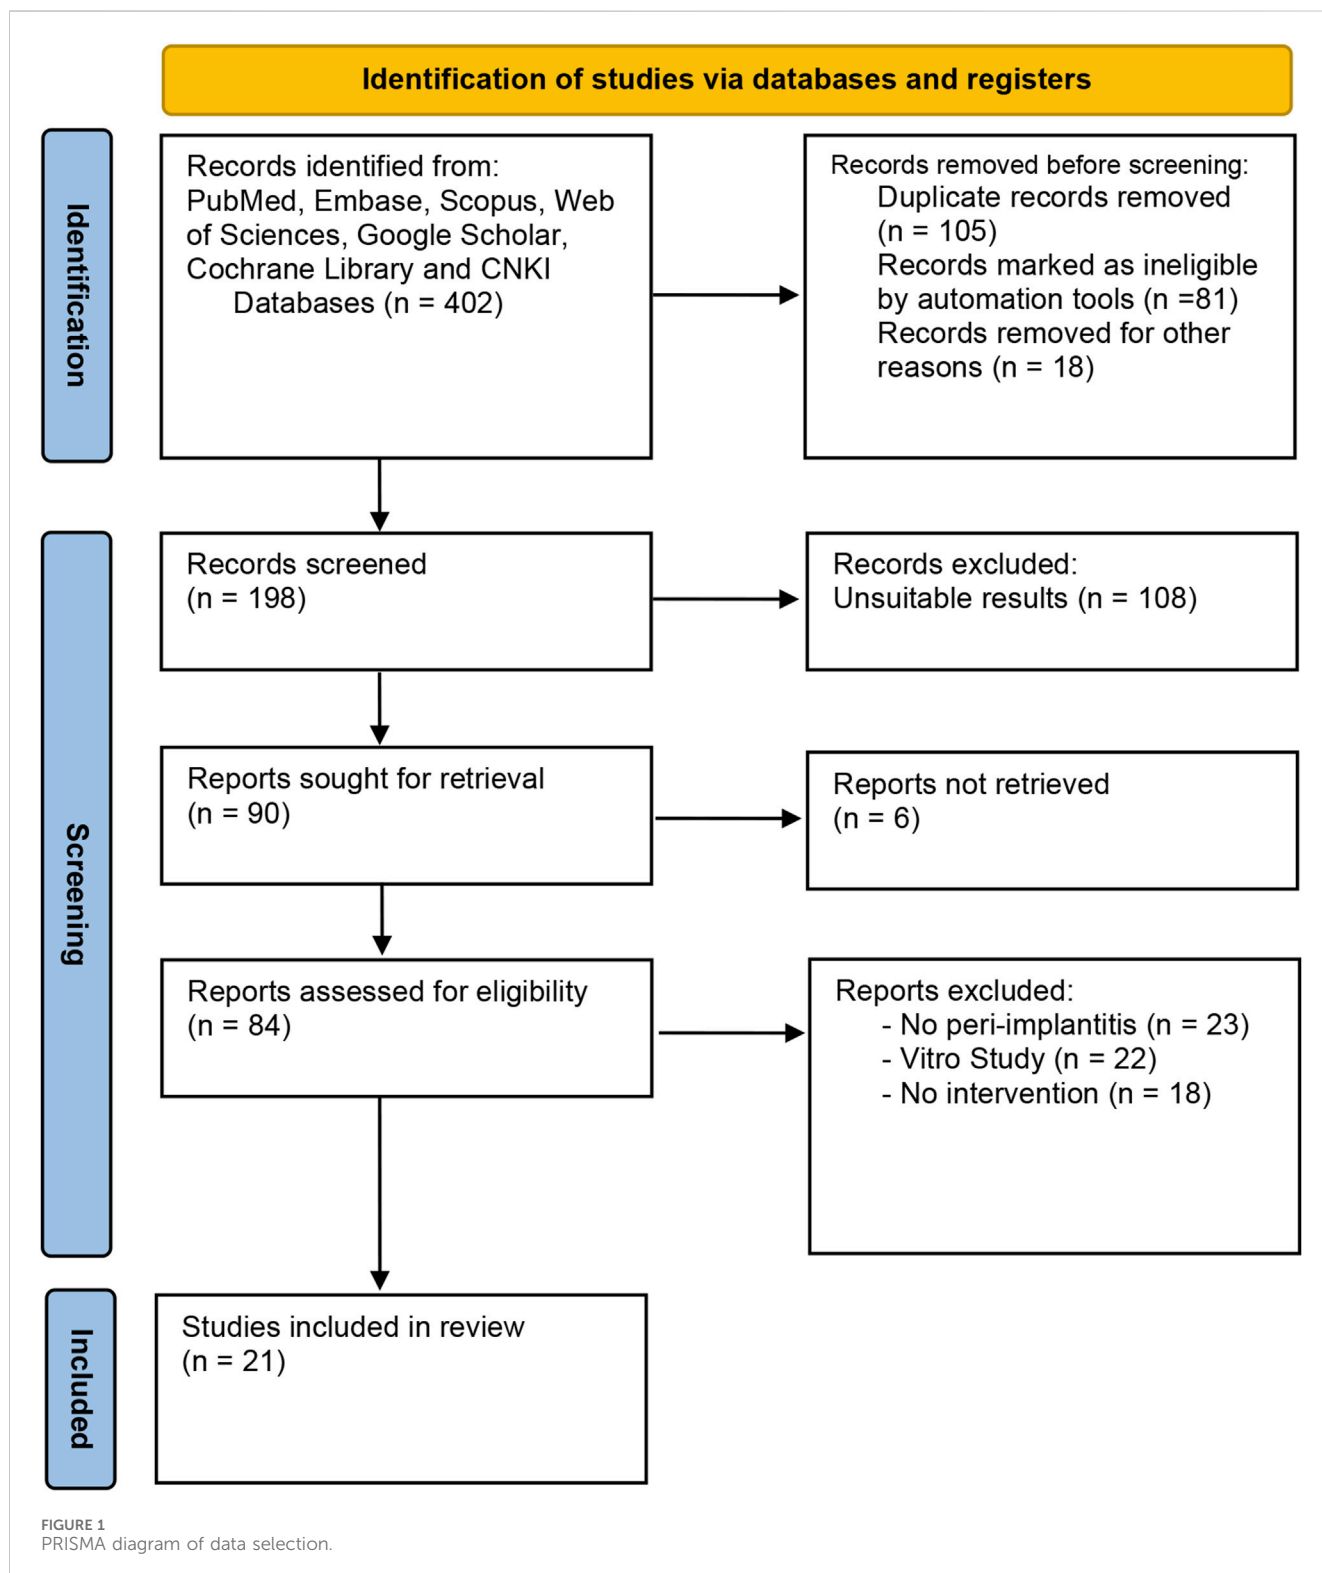 Identification of studies via databases and registers
Identification
Records identified from:
PubMed, Embase, Scopus, Web
of Sciences, Google Scholar,
Cochrane Library and CNKI
Databases (n = 402)
Records removed before screening:
Duplicate records removed
(n = 105)
Records marked as ineligible
by automation tools (n =81)
Records removed for other
reasons (n = 18)
Screening
Records screened
(n = 198)
Records excluded:
Unsuitable results (n = 108)
Reports sought for retrieval
(n = 90)
Reports not retrieved
(n = 6)
Reports assessed for eligibility
(n = 84)
Reports excluded:
- No peri-implantitis (n = 23)
- Vitro Study (n = 22)
- No intervention (n = 18)
Included
Studies included in review
(n = 21)
FIGURE 1
PRISMA diagram of data selection.